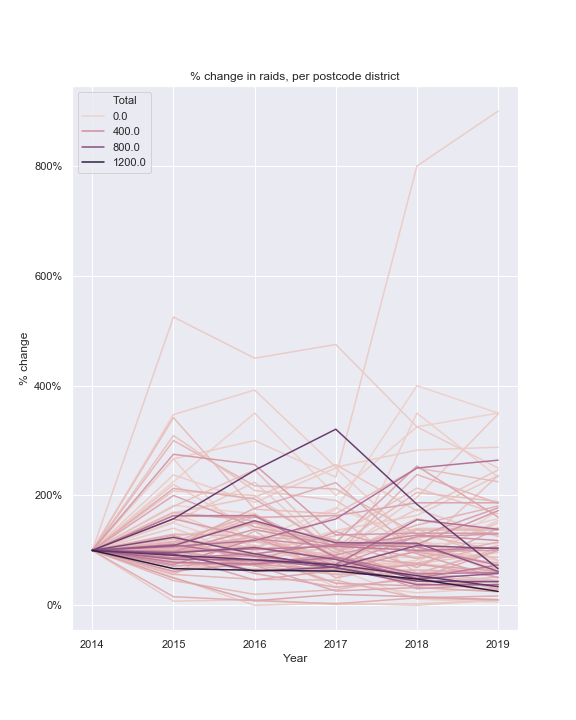 % change in raids, per postcode district
Total
0.0
400.0
800.0
1200.0
800%
600%
400%
200%
0%
% change
2014 2015 2016 2017 2018 2019
Year